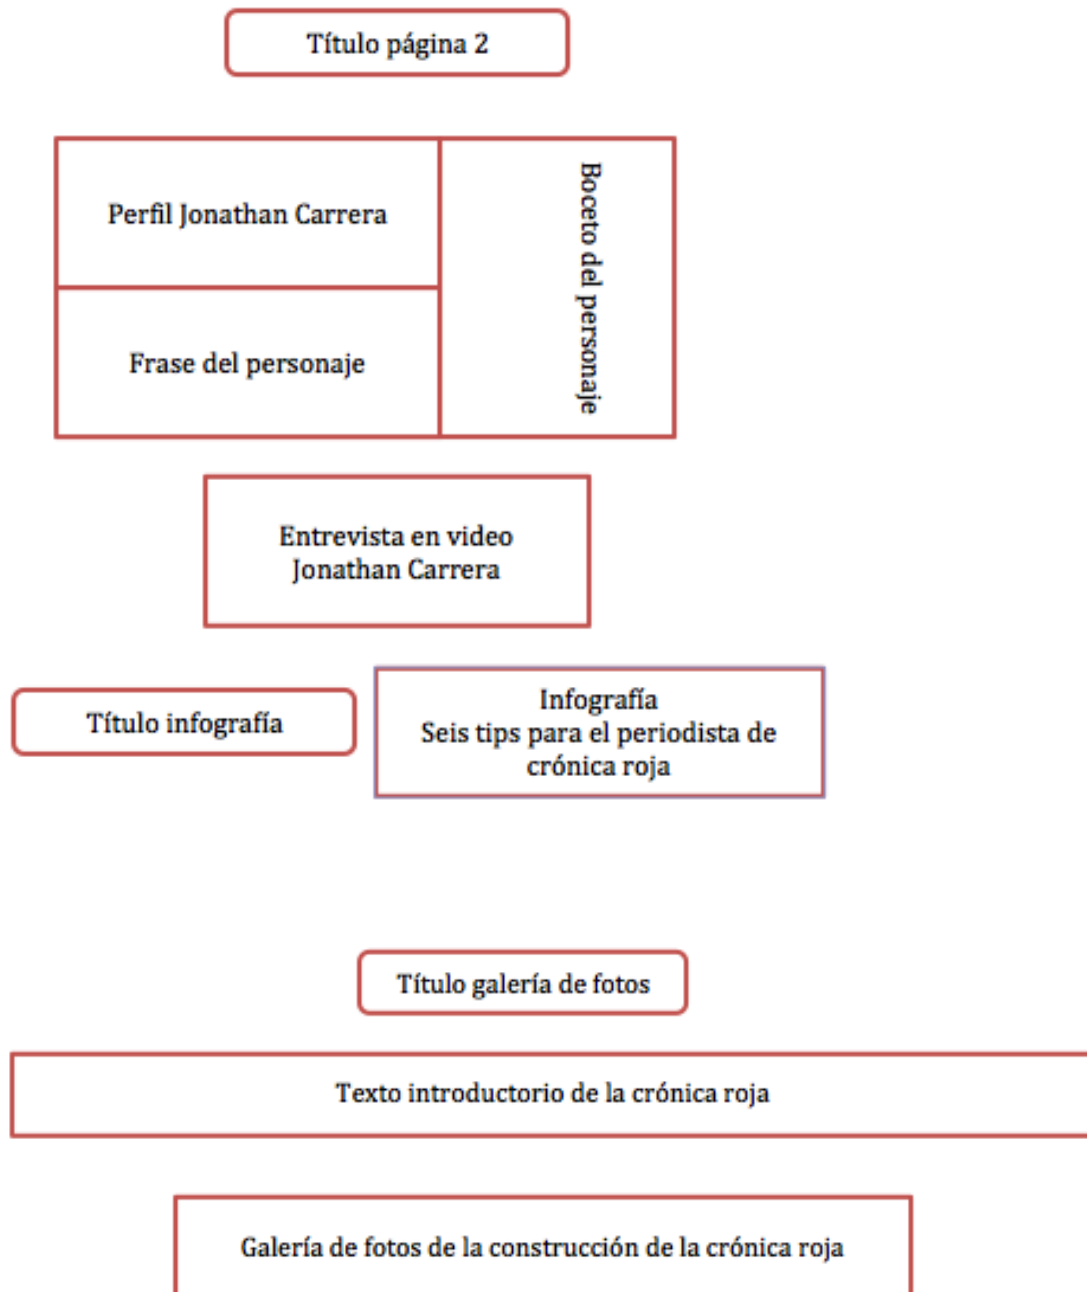 Título página 2
Perfil Jonathan Carrera
Boceto del personaje
Frase del personaje
Entrevista en video
Jonathan Carrera
Título infografía
Infografía
Seis tips para el periodista de
crónica roja
Título galería de fotos
Texto introductorio de la crónica roja
Galería de fotos de la construcción de la crónica roja